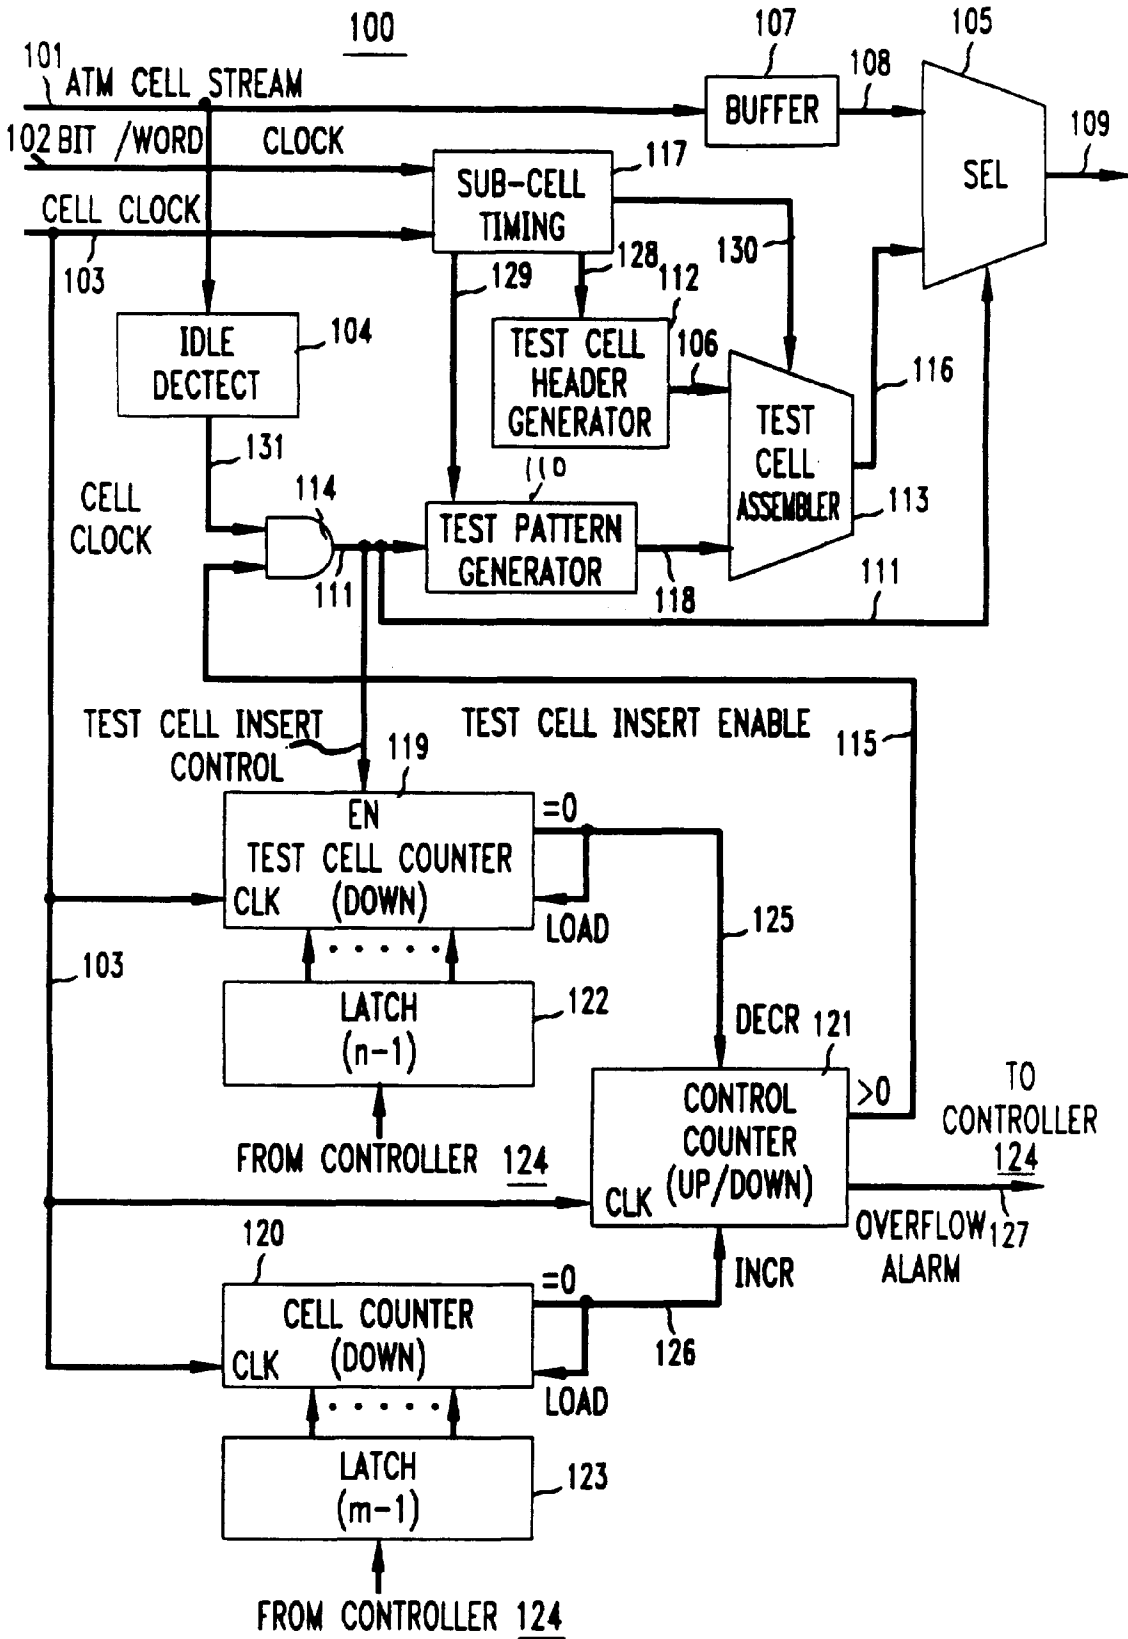 100
101
ATM CELL STREAM
107
BUFFER
108
105
SEL
109
102 BIT /WORD CLOCK
117
SUB-CELL
TIMING
CELL CLOCK
103
129
128
130
112
104
IDLE
DECTECT
TEST CELL
HEADER
GENERATOR
106
TEST
CELL
ASSEMBLER
116
131
113
CELL
CLOCK
114
110
111
TEST PATTERN
GENERATOR
118
111
TEST CELL INSERT
CONTROL
TEST CELL INSERT ENABLE
115
119
EN
=0
TEST CELL COUNTER
CLK (DOWN)
LOAD
125
103
LATCH
(n-1)
122
DECR
121
FROM CONTROLLER 124
CONTROL
COUNTER
(UP/DOWN)
CLK
>0
TO
CONTROLLER
124
OVERFLOW
ALARM
127
120
=0
INCR
CELL COUNTER
(DOWN)
CLK
LOAD
126
LATCH
(m-1)
123
FROM CONTROLLER 124